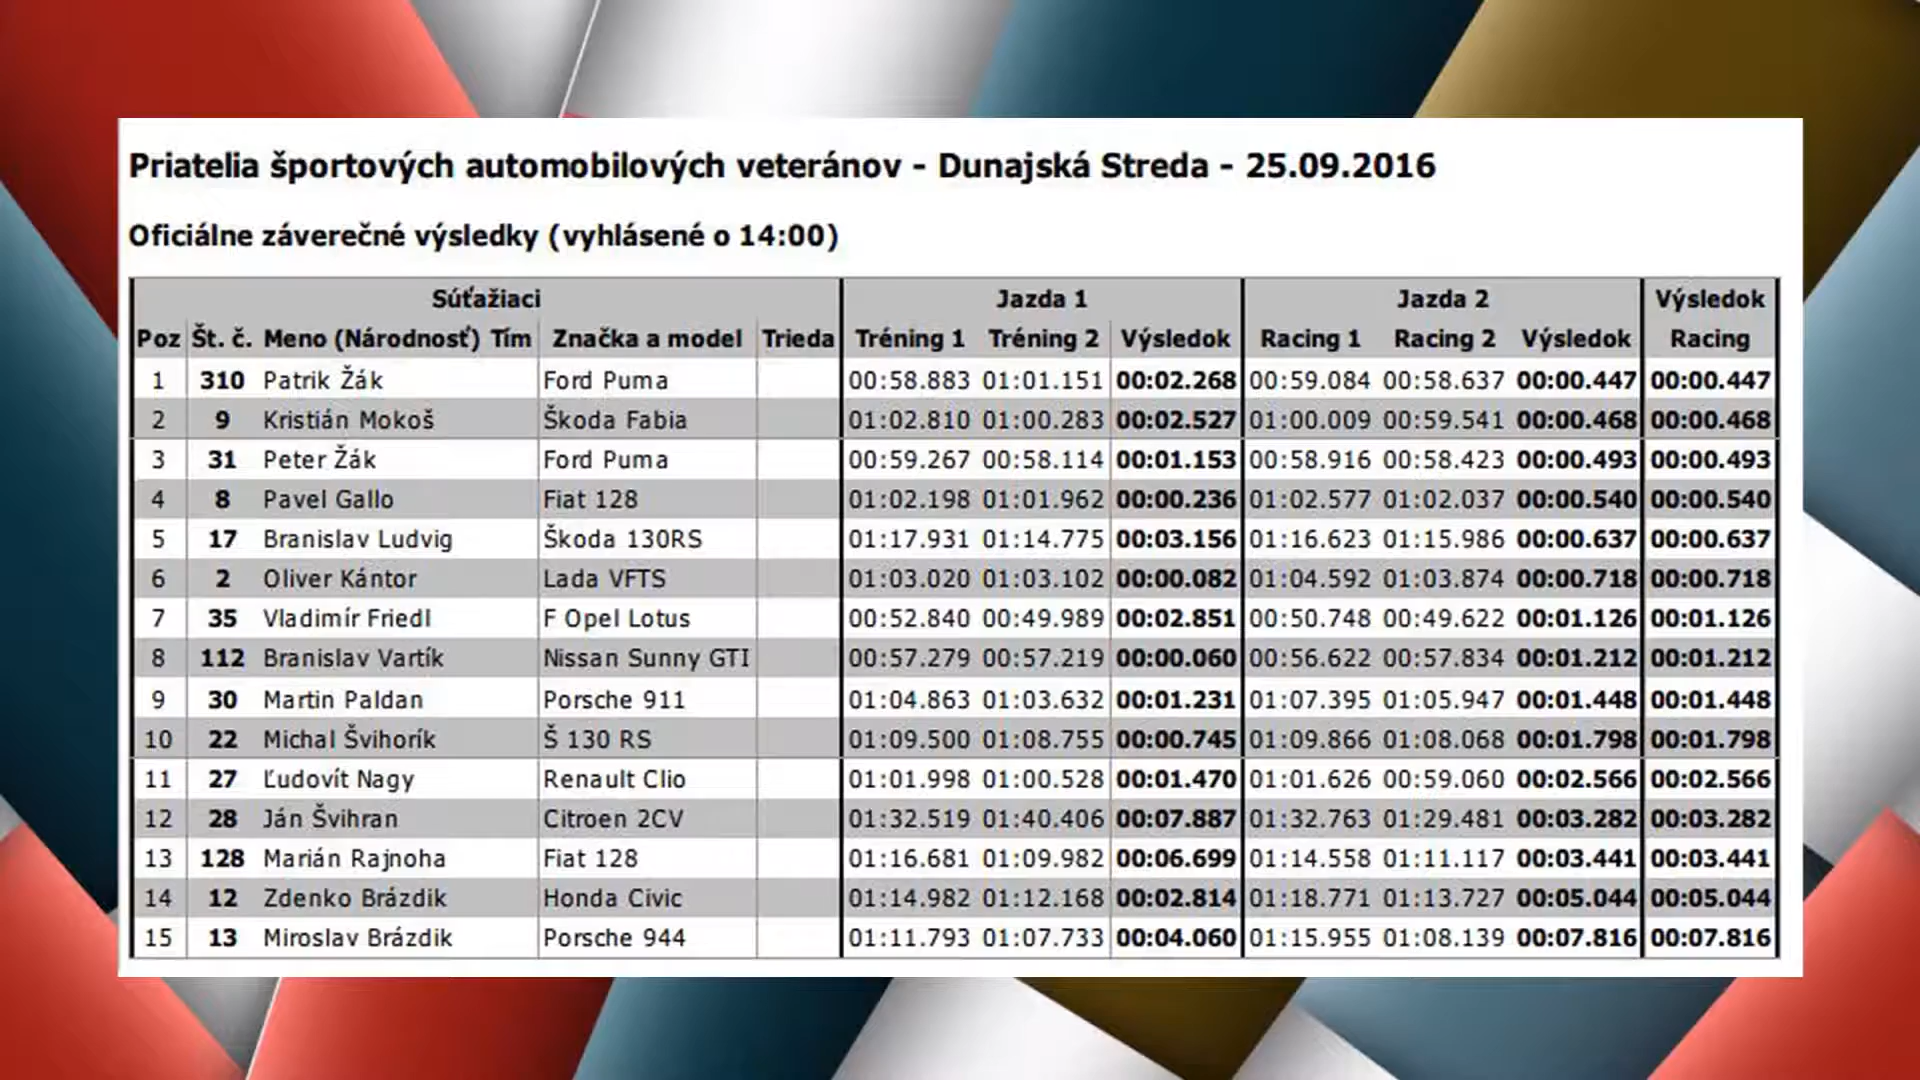 Priatelia športových automobilových veteránov - Dunajská Streda - 25.09.2016
Oficiálne záverečné výsledky (vyhlásené o 14:00)
Súťažiaci Jazda 1 Jazda 2 Výsledok
Poz Št. č. Meno (Národnosť) Tím Značka a model Trieda Tréning 1 Tréning 2 Výsledok Racing 1 Racing 2 Výsledok Racing
1 310 Patrik Žák Ford Puma 00:58.883 01:01.151 00:02.268 00:59.084 00:58.637 00:00.447 00:00.447
2 9 Kristián Mokoš Škoda Fabia 01:02.810 01:00.283 00:02.527 01:00.009 00:59.541 00:00.468 00:00.468
3 31 Peter Žák Ford Puma 00:59.267 00:58.114 00:01.153 00:58.916 00:58.423 00:00.493 00:00.493
4 8 Pavel Gallo Fiat 128 01:02.198 01:01.962 00:00.236 01:02.577 01:02.037 00:00.540 00:00.540
5 17 Branislav Ludvig Škoda 130RS 01:17.931 01:14.775 00:03.156 01:16.623 01:15.986 00:00.637 00:00.637
6 2 Oliver Kántor Lada VFTS 01:03.020 01:03.102 00:00.082 01:04.592 01:03.874 00:00.718 00:00.718
7 35 Vladimír Friedl F Opel Lotus 00:52.840 00:49.989 00:02.851 00:50.748 00:49.622 00:01.126 00:01.126
8 112 Branislav Vartík Nissan Sunny GTI 00:57.279 00:57.219 00:00.060 00:56.622 00:57.834 00:01.212 00:01.212
9 30 Martin Paldan Porsche 911 01:04.863 01:03.632 00:01.231 01:07.395 01:05.947 00:01.448 00:01.448
10 22 Michal Švihorík Š 130 RS 01:09.500 01:08.755 00:00.745 01:09.866 01:08.068 00:01.798 00:01.798
11 27 Ľudovít Nagy Renault Clio 01:01.998 01:00.528 00:01.470 01:01.626 00:59.060 00:02.566 00:02.566
12 28 Ján Švihran Citroen 2CV 01:32.519 01:40.406 00:07.887 01:32.763 01:29.481 00:03.282 00:03.282
13 128 Marián Rajnoha Fiat 128 01:16.681 01:09.982 00:06.699 01:14.558 01:11.117 00:03.441 00:03.441
14 12 Zdenko Brázdik Honda Civic 01:14.982 01:12.168 00:02.814 01:18.771 01:13.727 00:05.044 00:05.044
15 13 Miroslav Brázdik Porsche 944 01:11.793 01:07.733 00:04.060 01:15.955 01:08.139 00:07.816 00:07.816